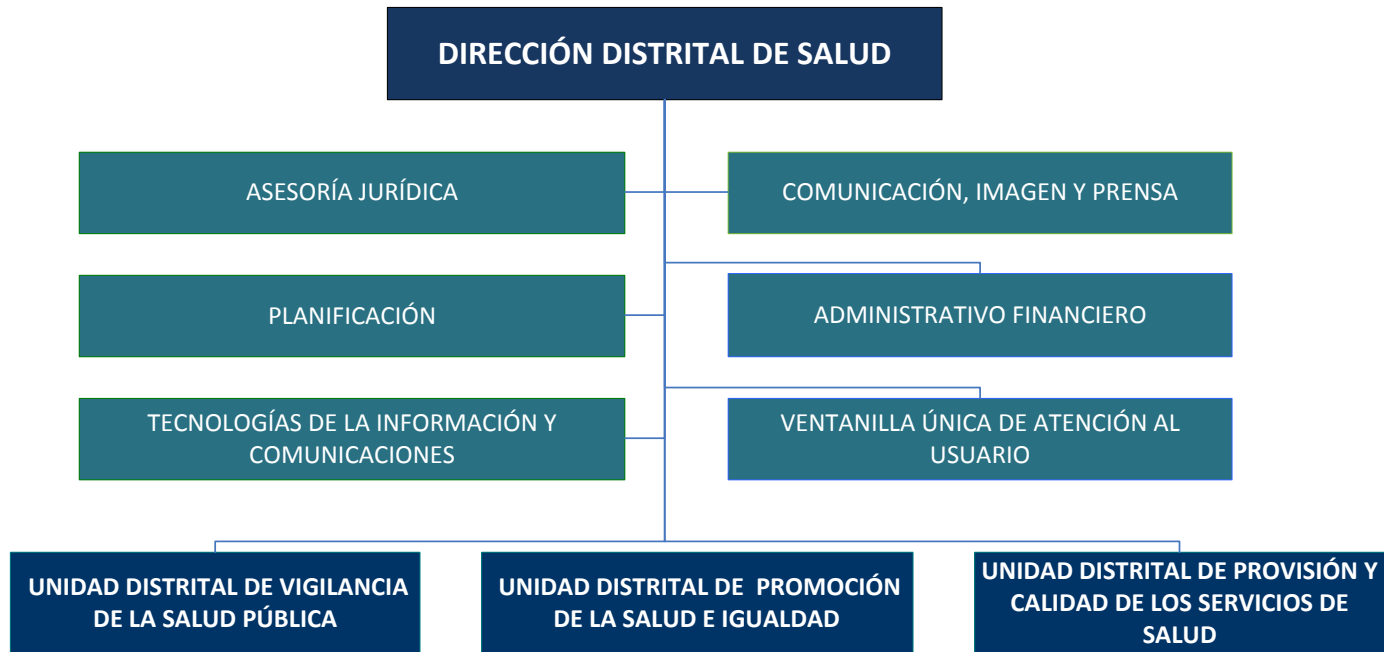 DIRECCIÓN DISTRITAL DE SALUD
ASESORÍA JURÍDICA
COMUNICACIÓN, IMAGEN Y PRENSA
PLANIFICACIÓN
ADMINISTRATIVO FINANCIERO
TECNOLOGÍAS DE LA INFORMACIÓN Y
COMUNICACIONES
VENTANILLA ÚNICA DE ATENCIÓN AL
USUARIO
UNIDAD DISTRITAL DE VIGILANCIA
DE LA SALUD PÚBLICA
UNIDAD DISTRITAL DE PROMOCIÓN
DE LA SALUD E IGUALDAD
UNIDAD DISTRITAL DE PROVISIÓN Y
CALIDAD DE LOS SERVICIOS DE
SALUD